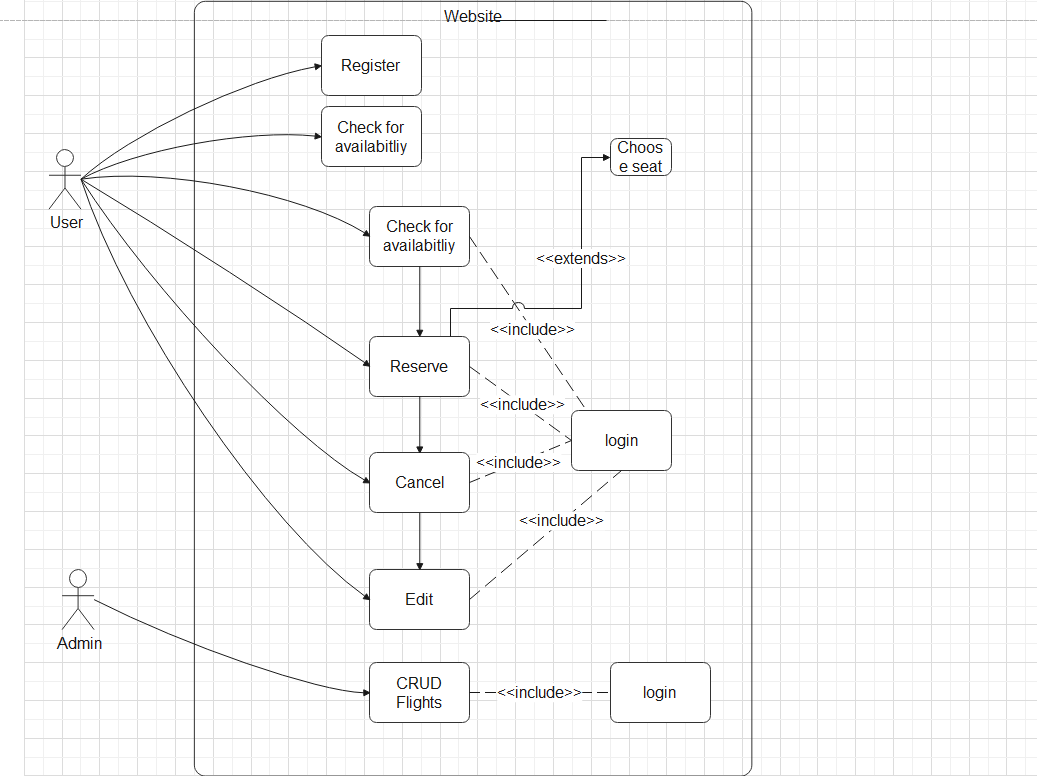 Website
Register
Check for
availabitliy
Choos
e seat
User
Check for
availabitliy
<<extends>>
<<include>>
Reserve
<<include>>
login
<<include>>
Cancel
<<include>>
Edit
Admin
CRUD
Flights
<<include>>
login